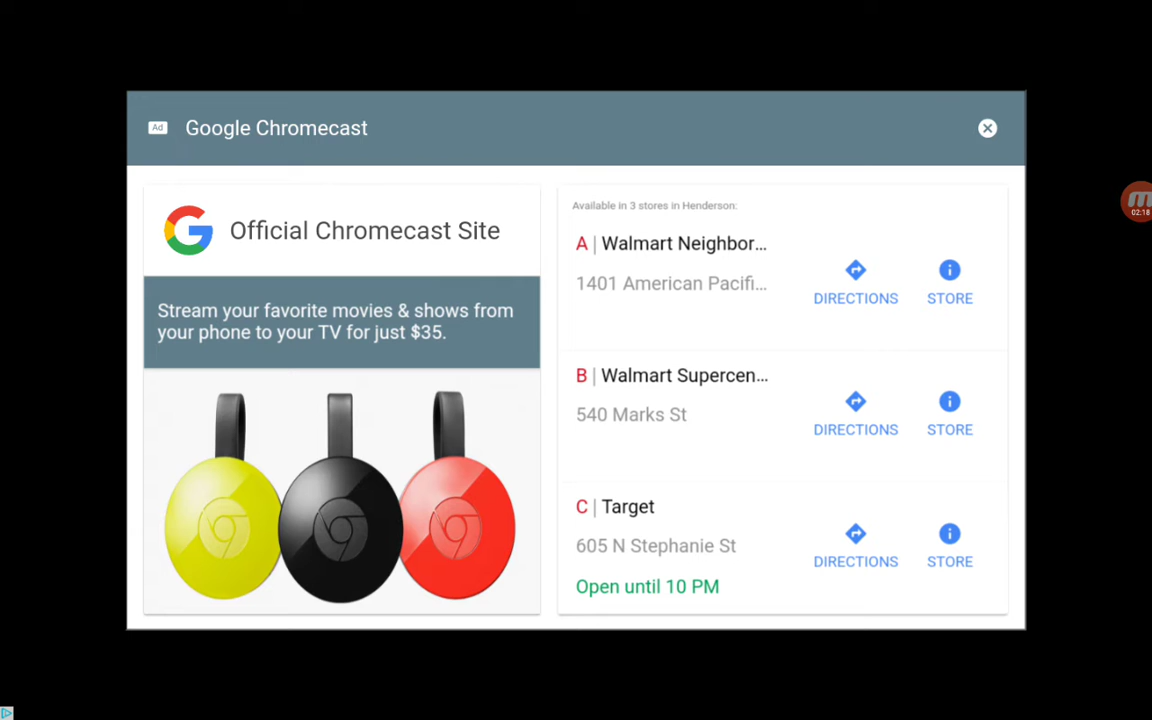 Ad
Google Chromecast
Official Chromecast Site
Stream your favorite movies & shows from
your phone to your TV for just $35.
Available in 3 stores in Henderson:
A | Walmart Neighbor...
1401 American Pacifi...
DIRECTIONS
STORE
B | Walmart Supercen...
540 Marks St
DIRECTIONS
STORE
C | Target
605 N Stephanie St
Open until 10 PM
DIRECTIONS
STORE
02:18